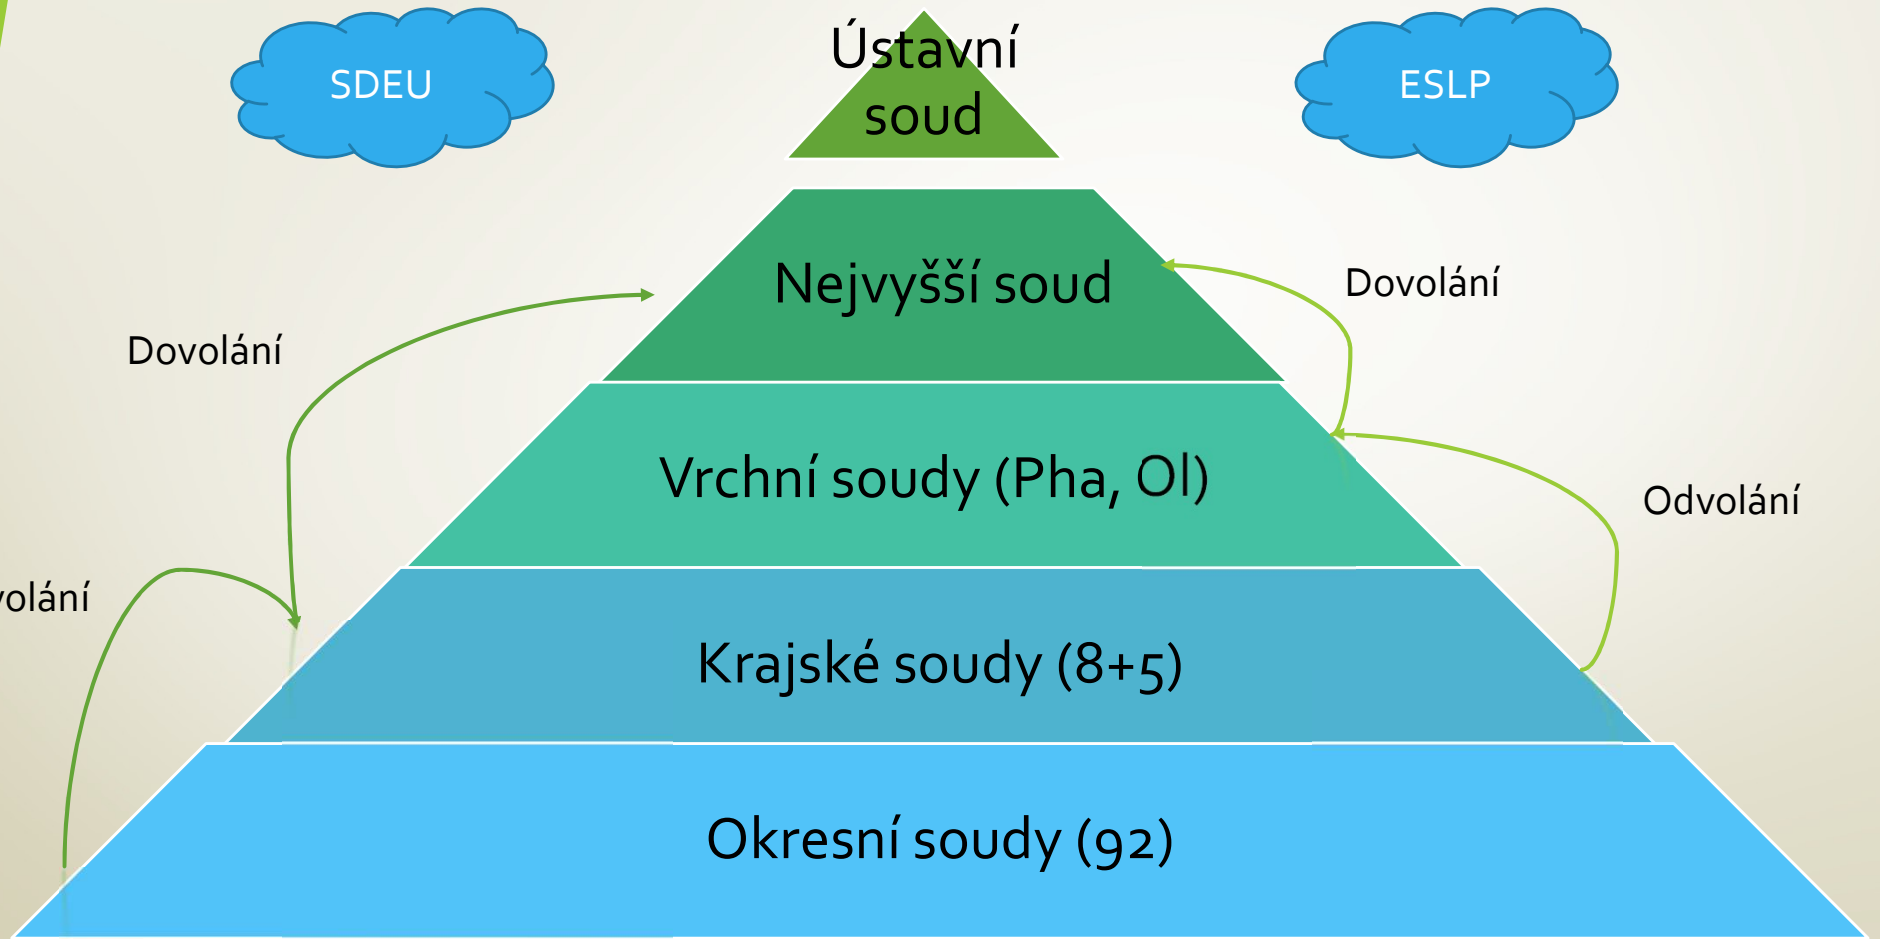 SDEU
Ústavní
soud
ESLP
Nejvyšší soud
Dovolání
Dovolání
Vrchní soudy (Pha, Ol)
Odvolání
volání
Krajské soudy (8+5)
Okresní soudy (92)